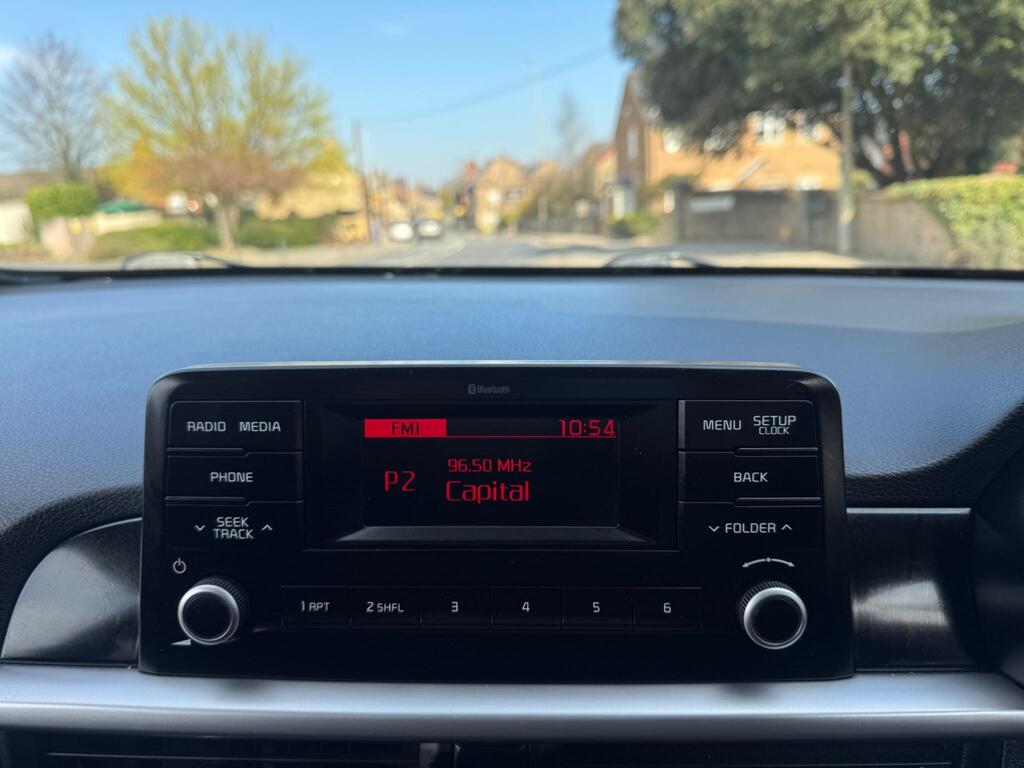 Bluetooth
RADIO MEDIA
PHONE
SEEK
TRACK
FM1 10:54
96.50 MHz
P2
Capital
MENU SETUP
CLOCK
BACK
FOLDER
1 APT 2 SHFL 3 4 5 6